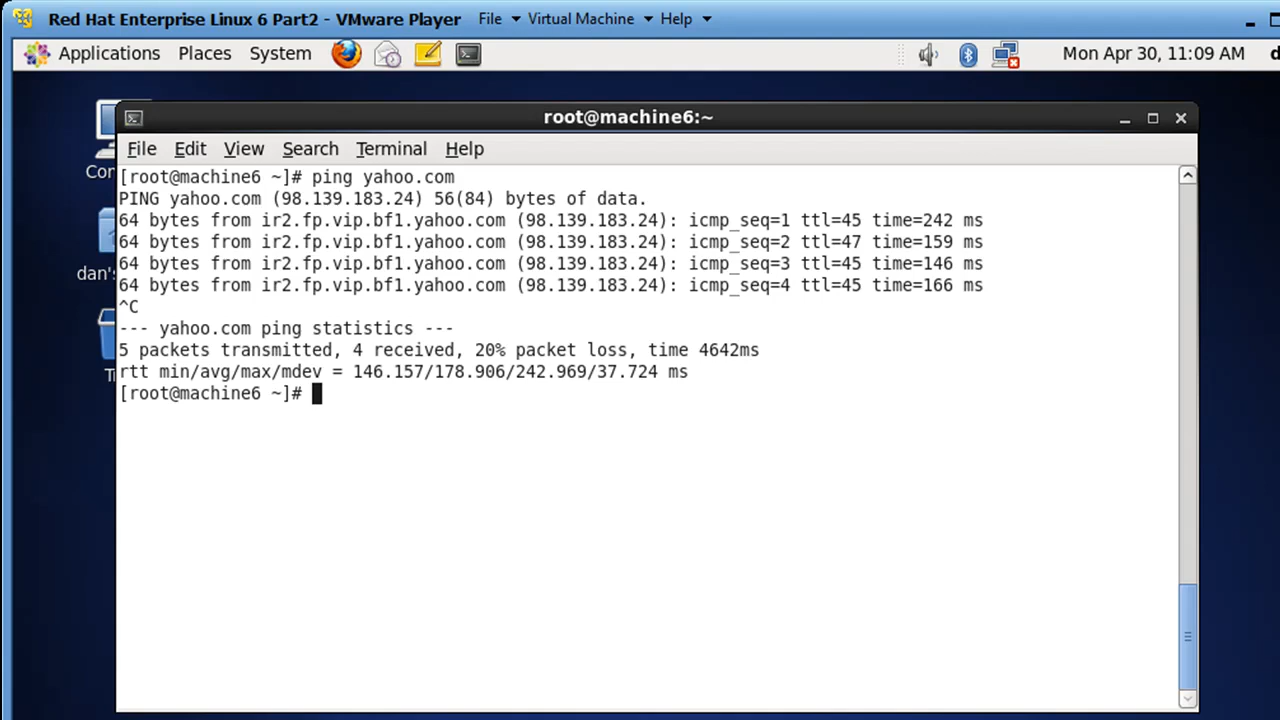 Red Hat Enterprise Linux 6 Part2 - VMware Player File Virtual Machine Help
Applications Places System Mon Apr 30, 11:09 AM d
root@machine6:~
File Edit View Search Terminal Help
Con
dan's
T
[root@machine6 ~]# ping yahoo.com
PING yahoo.com (98.139.183.24) 56(84) bytes of data.
64 bytes from ir2.fp.vip.bf1.yahoo.com (98.139.183.24): icmp_seq=1 ttl=45 time=242 ms
64 bytes from ir2.fp.vip.bf1.yahoo.com (98.139.183.24): icmp_seq=2 ttl=47 time=159 ms
64 bytes from ir2.fp.vip.bf1.yahoo.com (98.139.183.24): icmp_seq=3 ttl=45 time=146 ms
64 bytes from ir2.fp.vip.bf1.yahoo.com (98.139.183.24): icmp_seq=4 ttl=45 time=166 ms
^C
--- yahoo.com ping statistics ---
5 packets transmitted, 4 received, 20% packet loss, time 4642ms
rtt min/avg/max/mdev = 146.157/178.906/242.969/37.724 ms
[root@machine6 ~]#